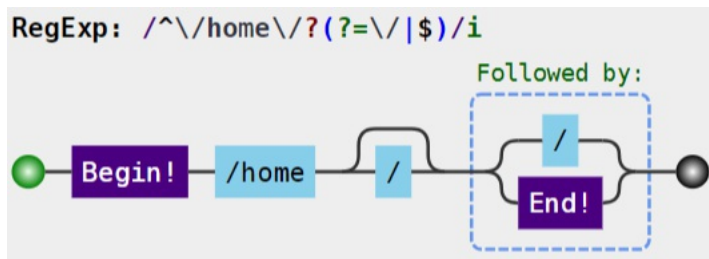 RegExp: /^\/home\/?(?=\/|$)/i
Followed by:
Begin! /home / /
End!